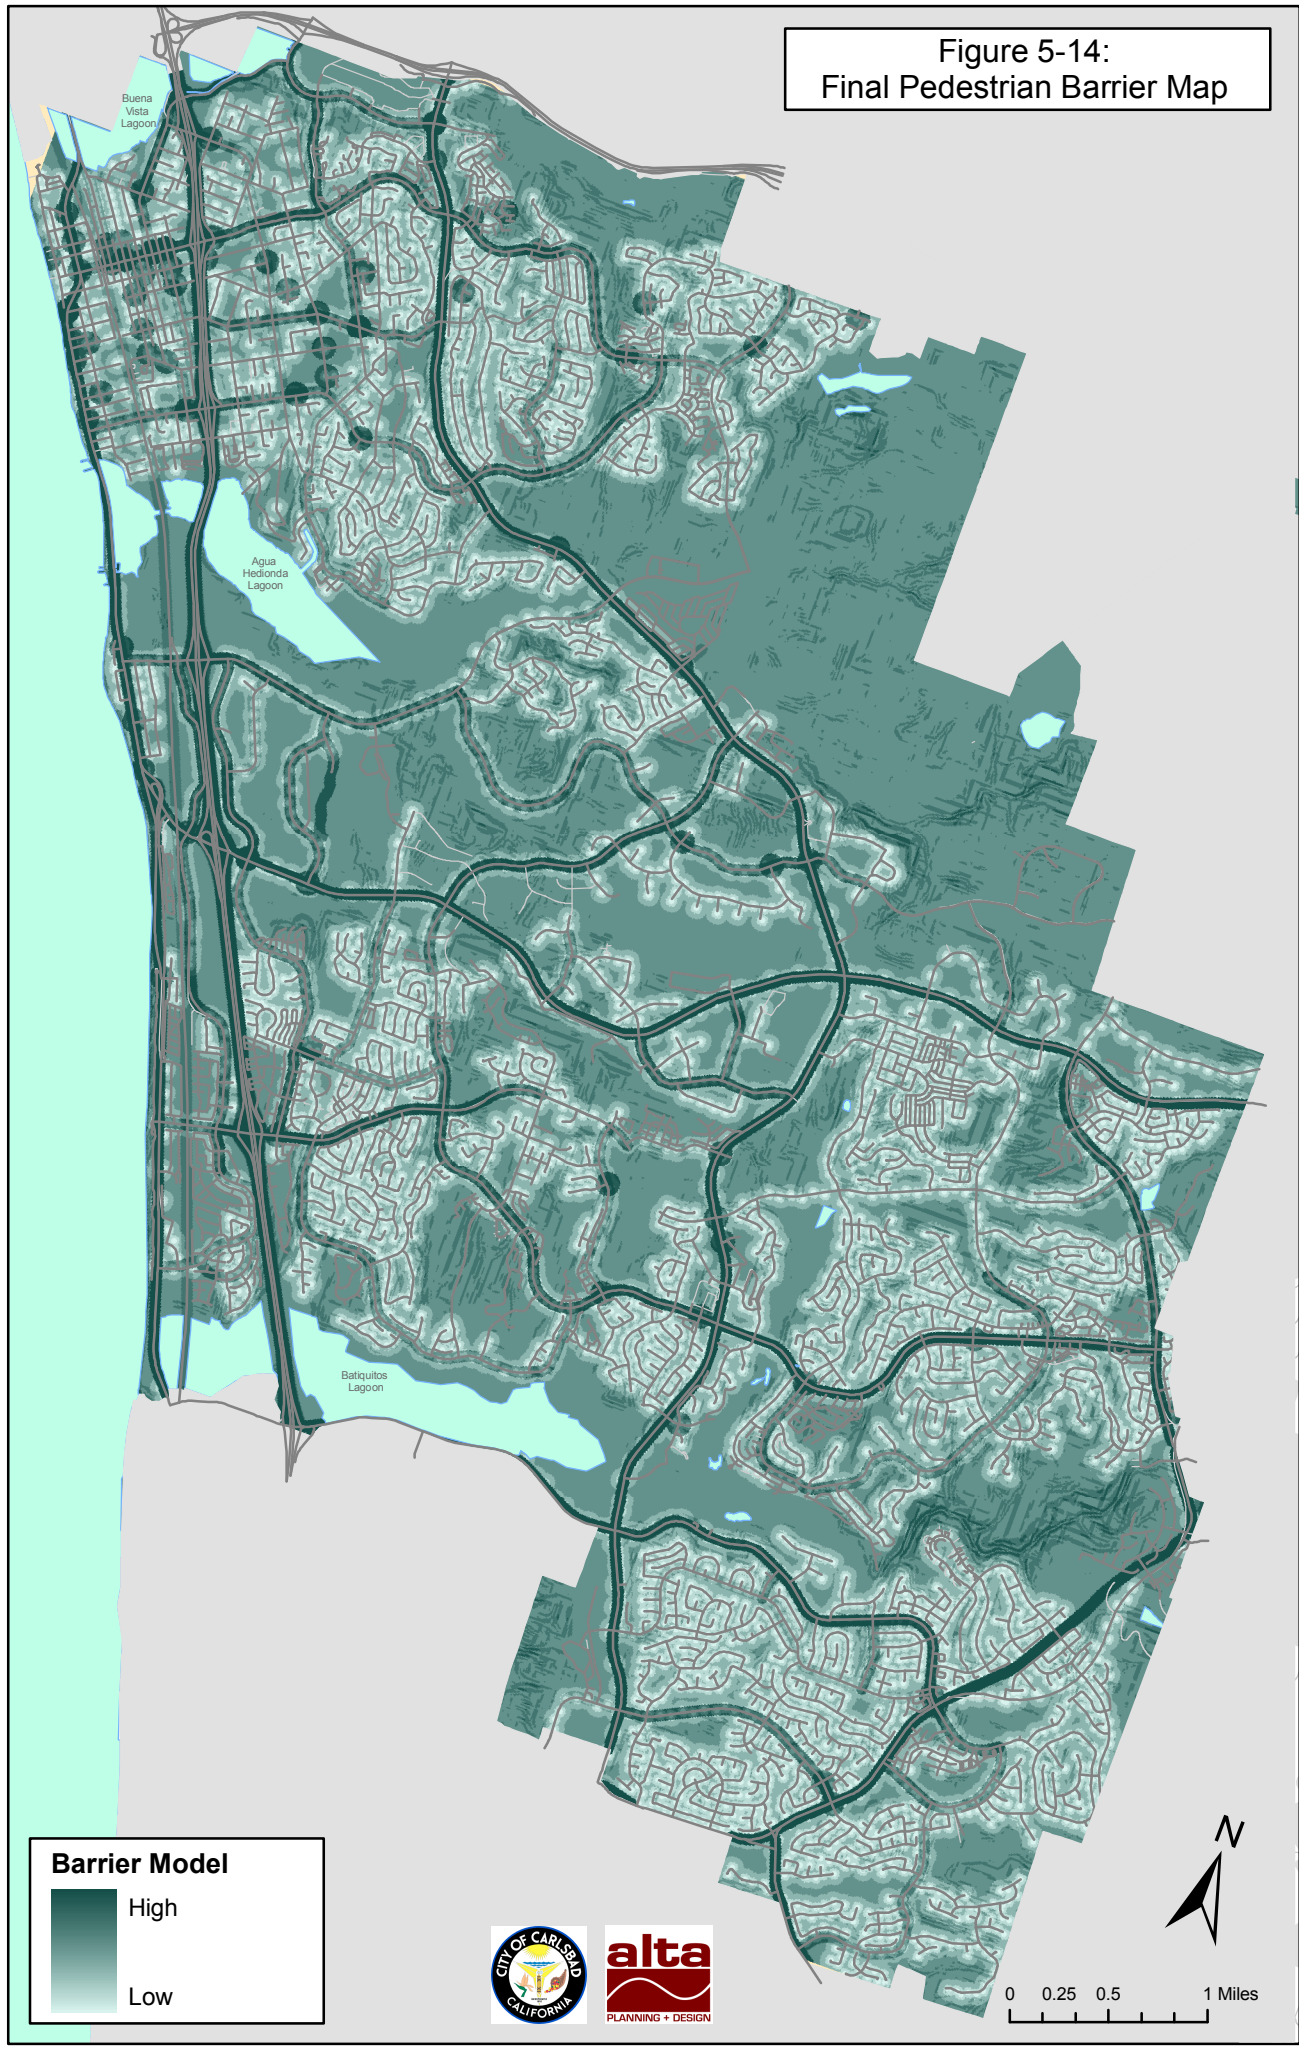 Figure 5-14:
Final Pedestrian Barrier Map
Buena
Vista
Lagoon
Agua
Hedionda
Lagoon
Batiquitos
Lagoon
Barrier Model
High
Low
CITY OF CARLSBAD
CALIFORNIA
alta
PLANNING + DESIGN
N
0 0.25 0.5 1 Miles